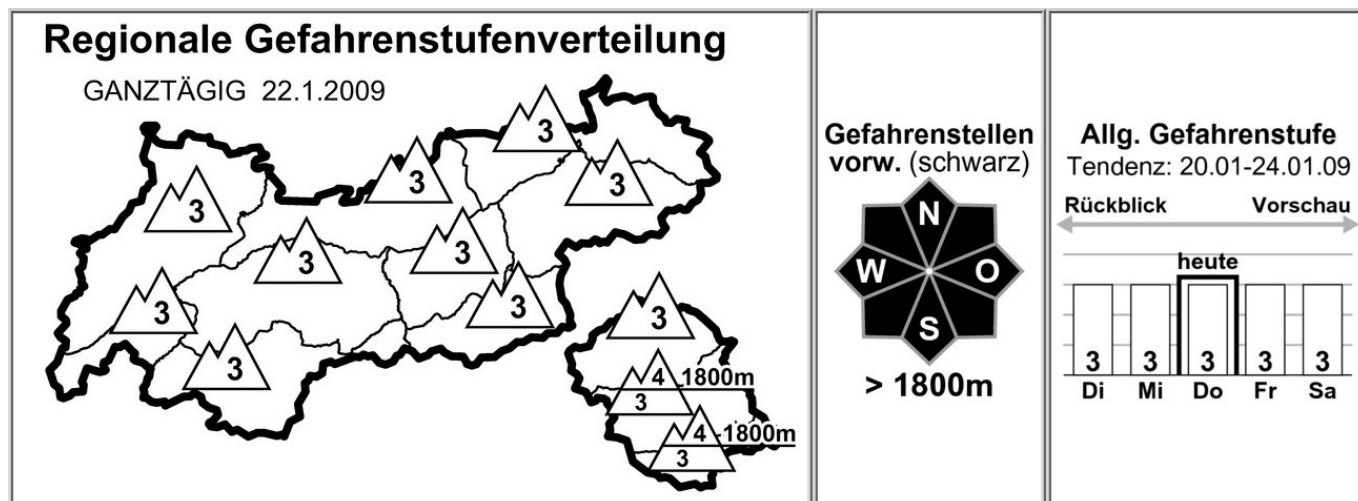 Regionale Gefahrenstufenverteilung
GANZTÄGIG 22.1.2009
3
3
3
3
3
3
3
3
3
3
4 1800m
3
4 1800m
3
Gefahrenstellen
vorw. (schwarz)
N
W O
S
> 1800m
Allg. Gefahrenstufe
Tendenz: 20.01-24.01.09
Rückblick Vorschau
heute
3 3 3 3 3
Di Mi Do Fr Sa